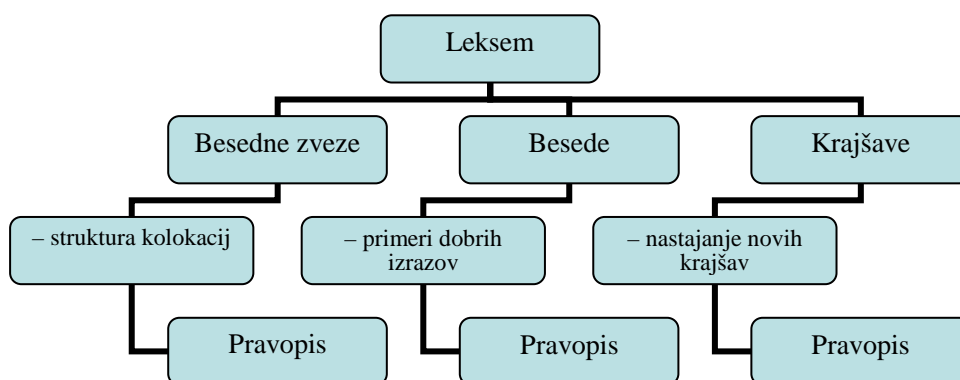 Leksem
Besedne zveze
Besede
Krajšave
– struktura kolokacij
– primeri dobrih
izrazov
– nastajanje novih
krajšav
Pravopis
Pravopis
Pravopis